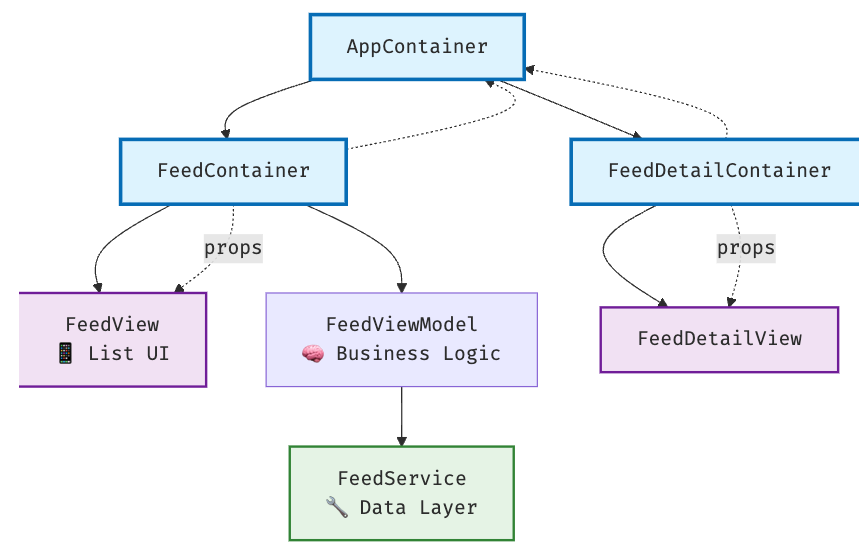 AppContainer
FeedContainer
FeedDetailContainer
props
props
FeedView
📱 List UI
FeedViewModel
🧠 Business Logic
FeedDetailView
FeedService
🔧 Data Layer